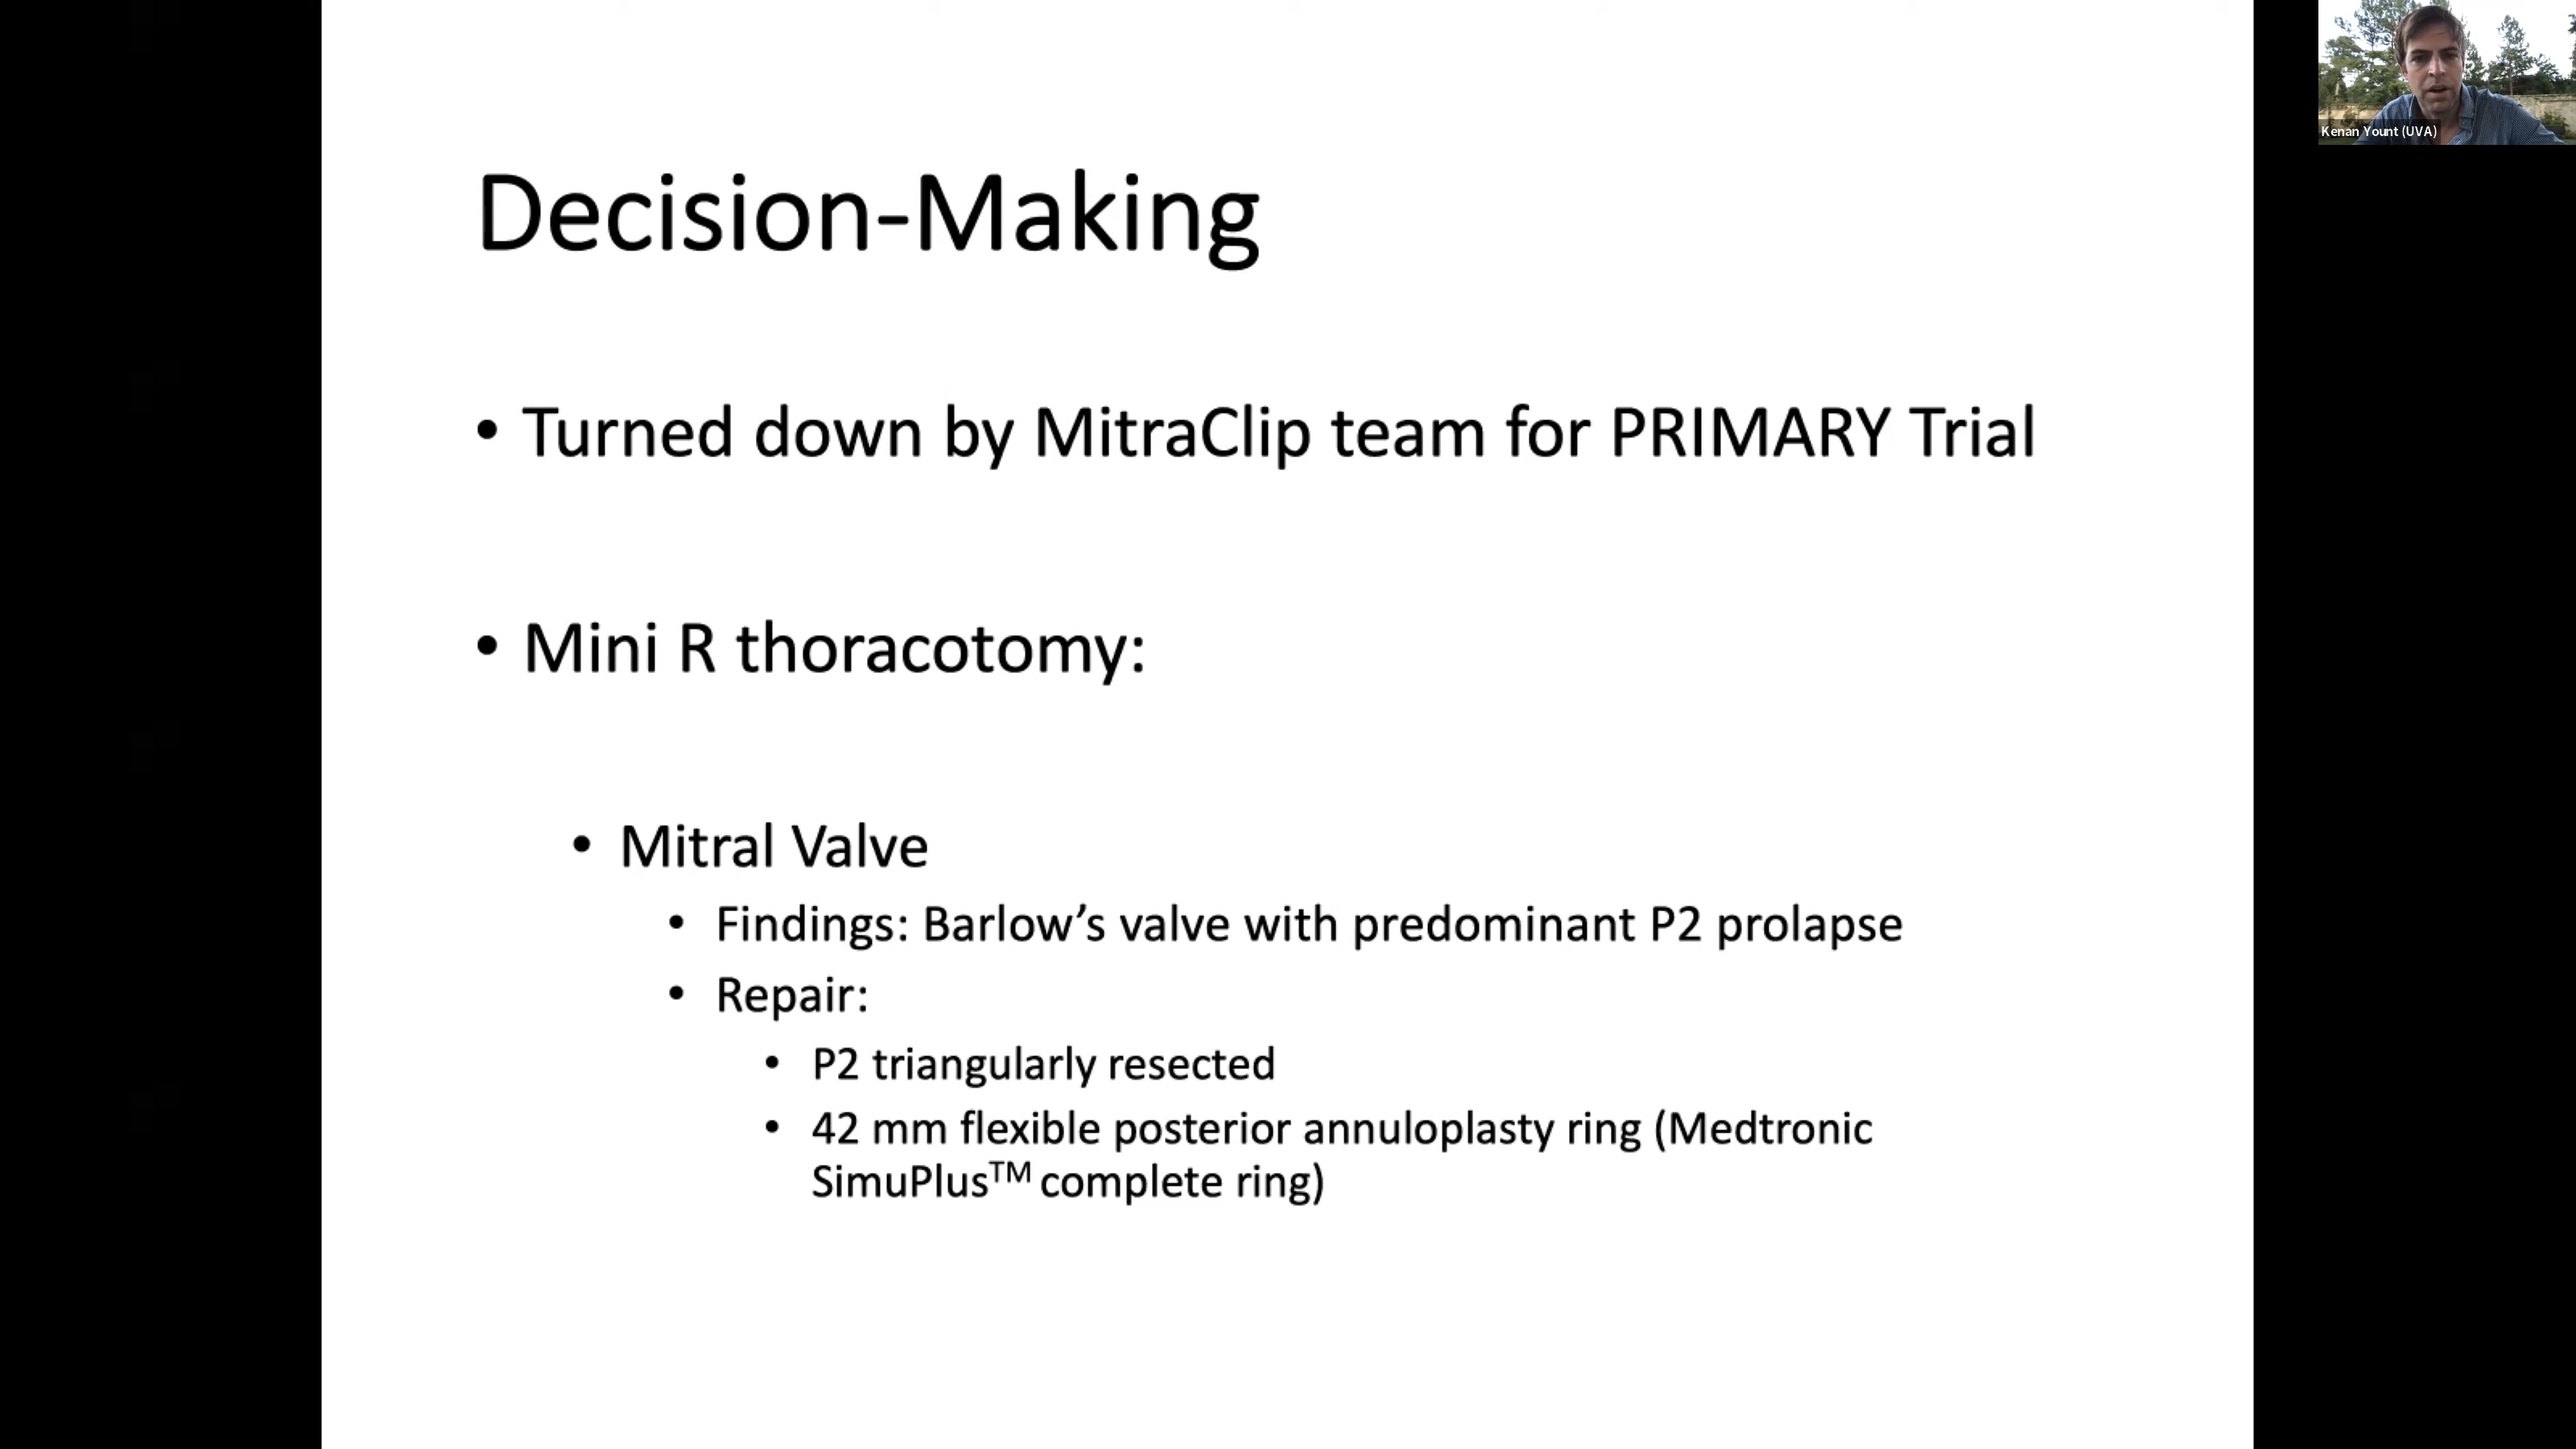 Kenan Yount (UVA)
Decision-Making
• Turned down by MitraClip team for PRIMARY Trial
• Mini R thoracotomy:
• Mitral Valve
• Findings: Barlow’s valve with predominant P2 prolapse
• Repair:
• P2 triangularly resected
• 42 mm flexible posterior annuloplasty ring (Medtronic
SimuPlus™ complete ring)